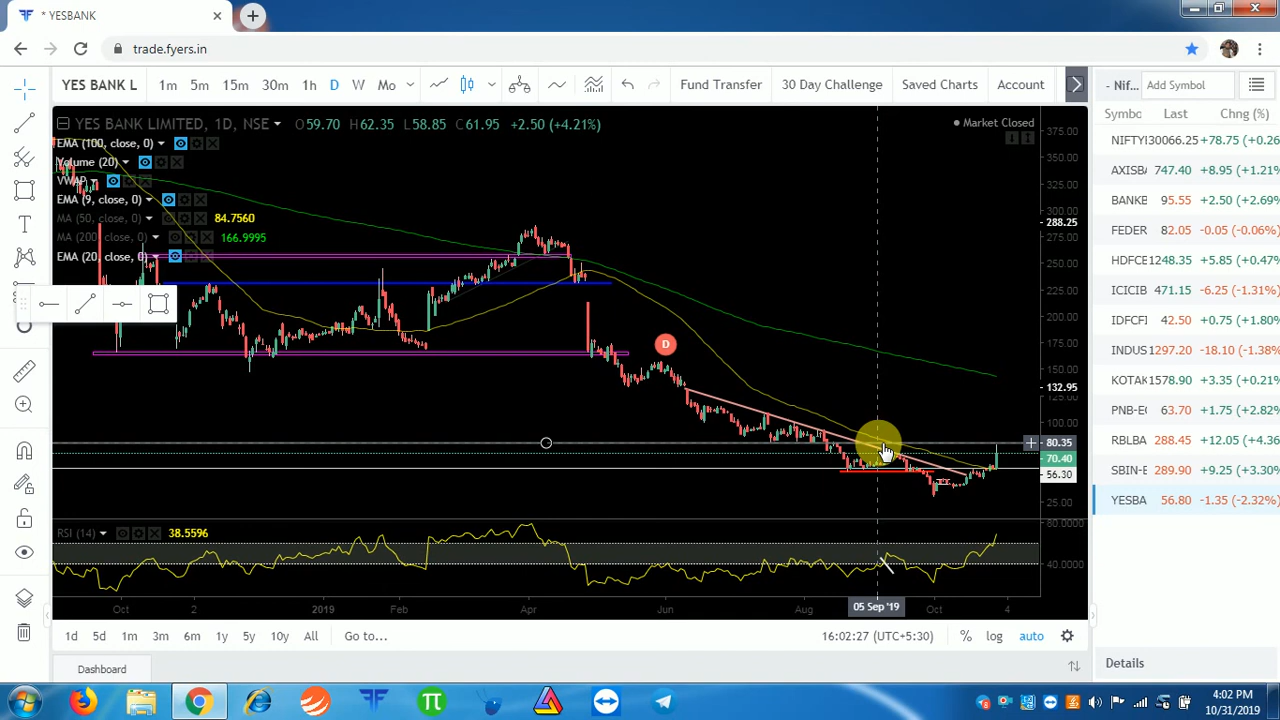 * YESBANK
trade.fyers.in
YES BANK L 1m 5m 15m 30m 1h D W Mo Fund Transfer 30 Day Challenge Saved Charts Account - Nif... Add Symbol
YES BANK LIMITED, 1D, NSE O59.70 H62.35 L58.85 C61.95 +2.50 (+4.21%) Market Closed
Symbc Last Chng (%)
EMA (100, close, 0)
Volume (20)
VWAP
EMA (9, close, 0)
MA (50, close, 0) 84.7560
MA (200, close, 0) 166.9995
EMA (20, close, 0)
D
375.00
350.00
325.00
300.00
288.25
275.00
250.00
225.00
200.00
175.00
150.00
132.95
125.00
100.00
80.35
70.40
56.30
25.00
NIFTY 30066.25 +78.75 (+0.26
AXISBA 747.40 +8.95 (+1.21%
BANKB 95.55 +2.50 (+2.69%
FEDER 82.05 -0.05 (-0.06%)
HDFCE 1248.35 +5.85 (+0.47%
ICICIB 471.15 -6.25 (-1.31%)
IDFCFI 42.50 +0.75 (+1.80%
INDUS 1297.20 -18.10 (-1.38%
KOTAK 1578.90 +3.35 (+0.21%
PNB-E 63.70 +1.75 (+2.82%
RBLBA 288.45 +12.05 (+4.36
SBIN-E 289.90 +9.25 (+3.30%
YESBA 56.80 -1.35 (-2.32%)
RSI (14) 38.5596
80.0000
40.0000
Oct 2 2019 Feb Apr Jun Aug 05 Sep '19 Oct 4
1d 5d 1m 3m 6m 1y 5y 10y All Go to... 16:02:27 (UTC+5:30) % log auto
Dashboard
Details
4:02 PM
10/31/2019